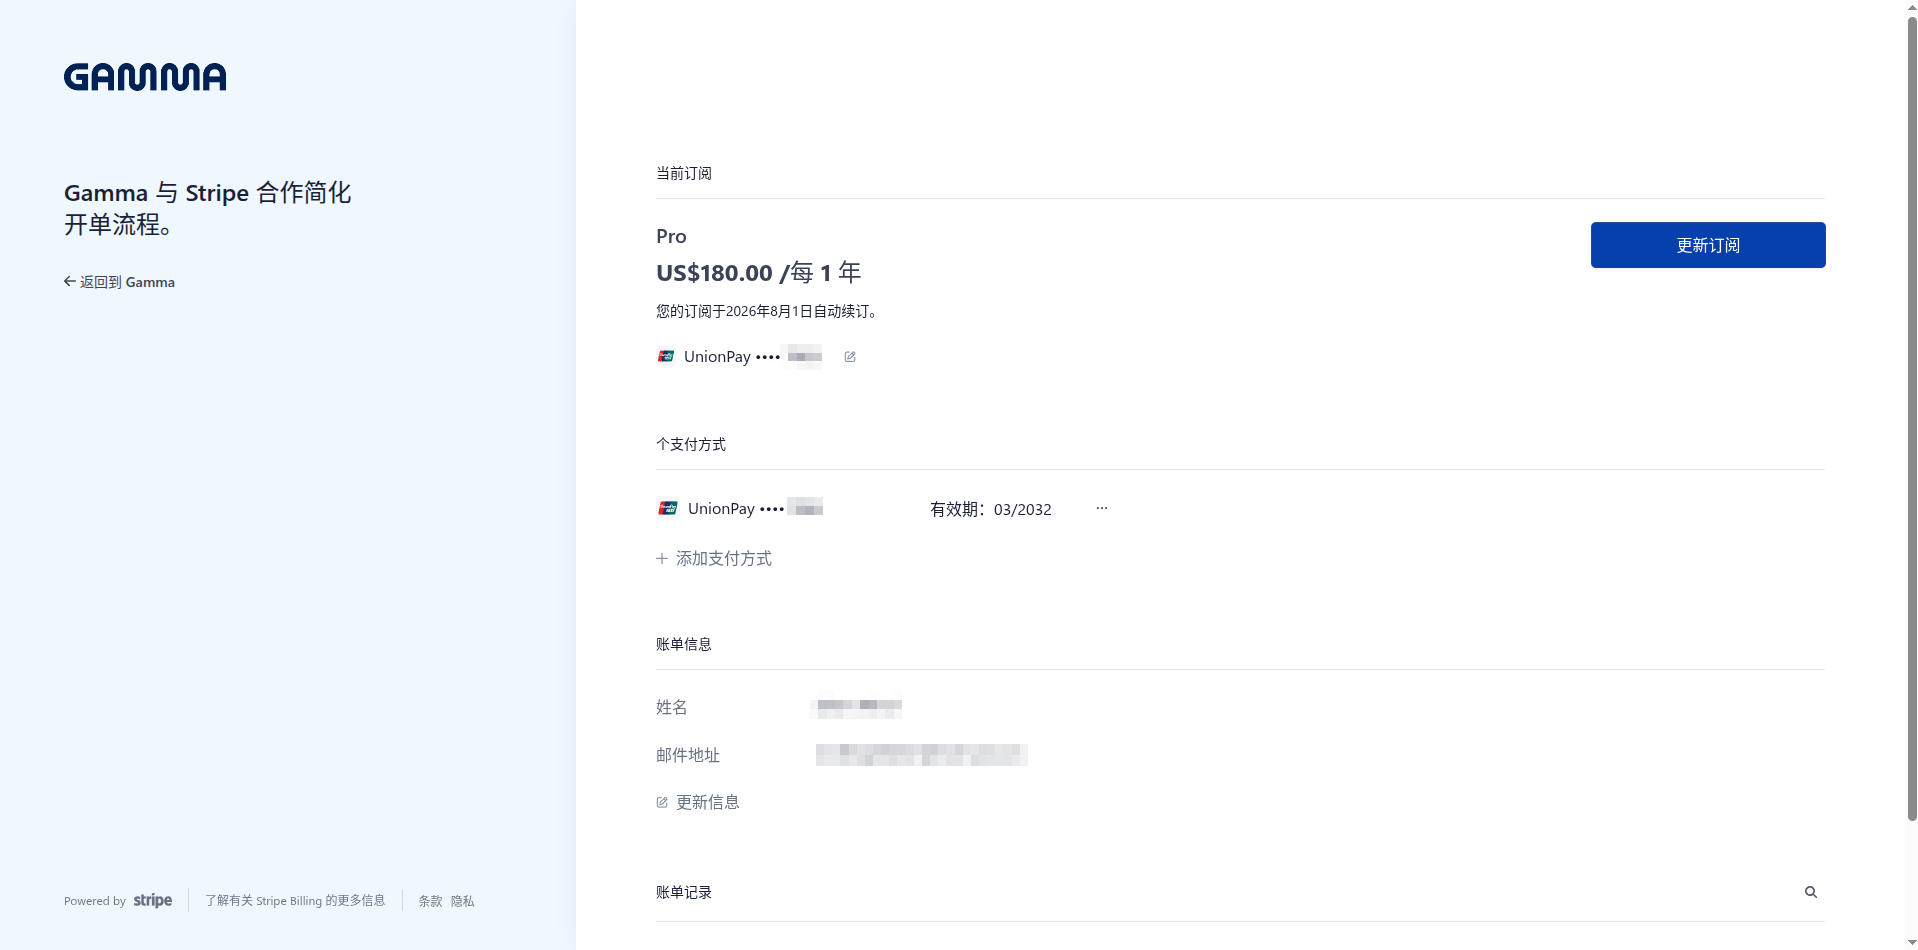 GAMMA
Gamma 与 Stripe 合作简化
开单流程。
返回到 Gamma
Powered by stripe
了解有关 Stripe Billing 的更多信息
条款 隐私
当前订阅
Pro
更新订阅
US$180.00 /每 1 年
您的订阅于2026年8月1日自动续订。
UnionPay ••••
个支付方式
UnionPay •••• 有效期：03/2032 ···
添加支付方式
账单信息
姓名
邮件地址
更新信息
账单记录